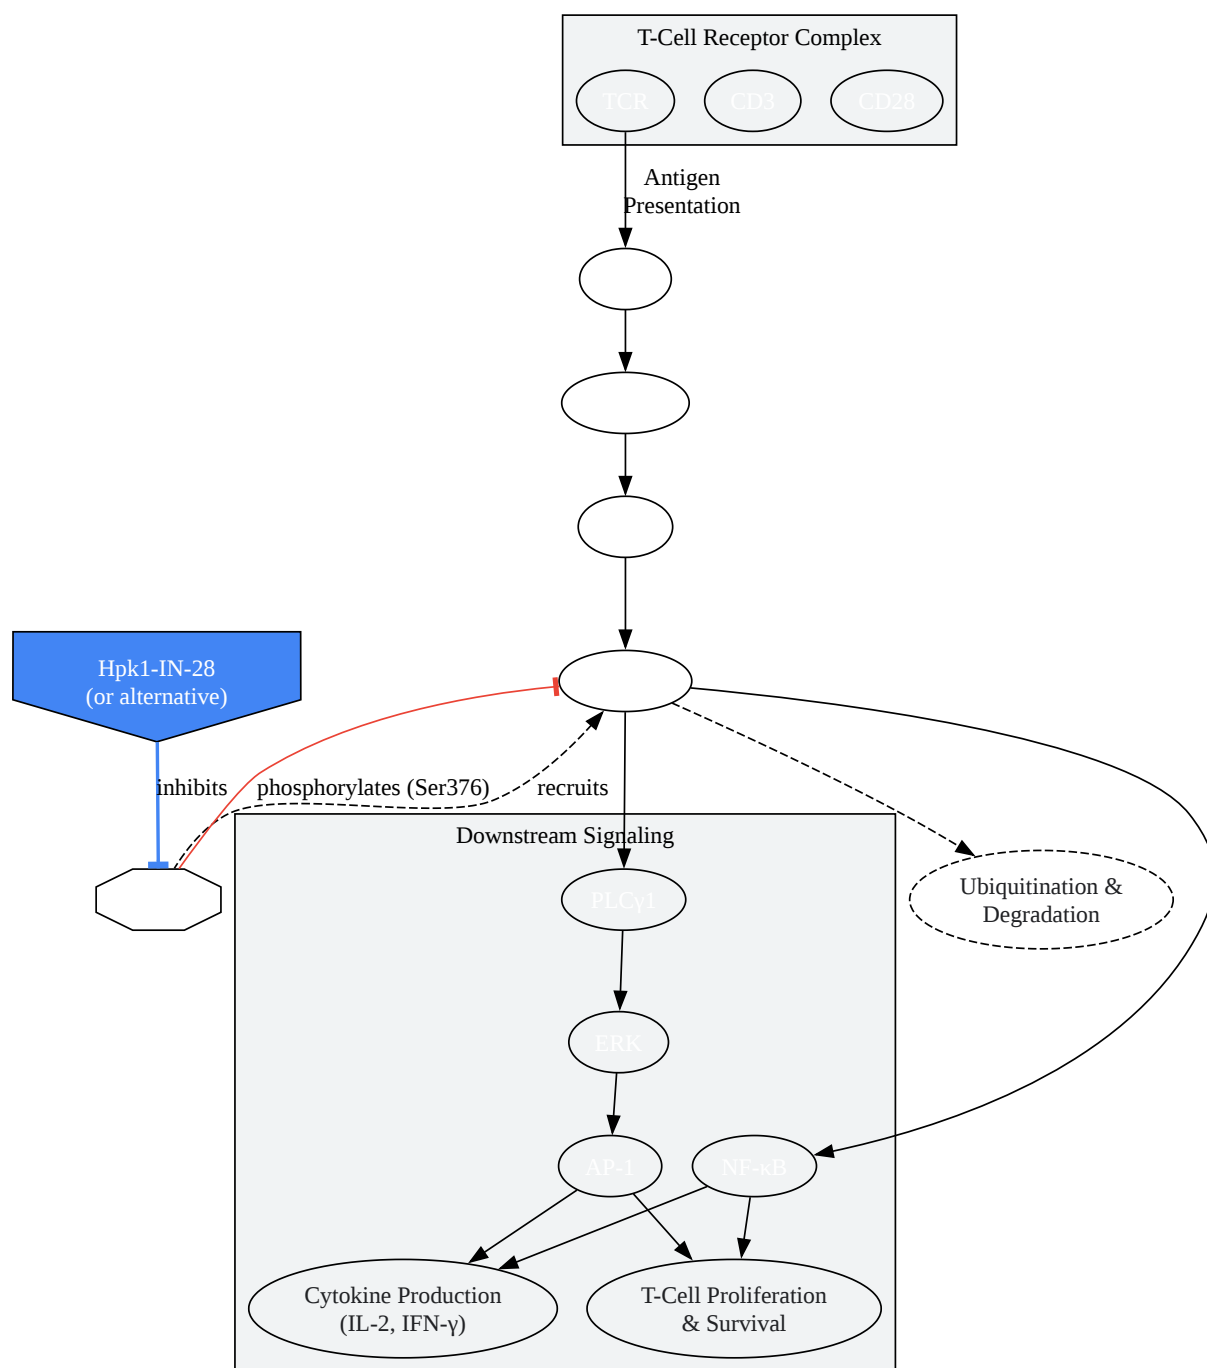 T-Cell Receptor Complex
TCR
CD3
CD28
Antigen
Presentation
Hpk1-IN-28
(or alternative)
inhibits
phosphorylates (Ser376)
recruits
Downstream Signaling
PLCγ1
Ubiquitination &
Degradation
ERK
AP-1
NF-κB
Cytokine Production
(IL-2, IFN-γ)
T-Cell Proliferation
& Survival